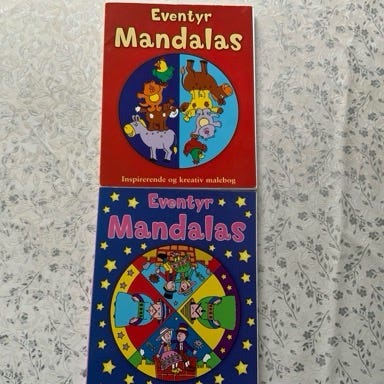 Eventyr
Mandalas
Inspirerende og kreativ malebog
Eventyr
Mandalas